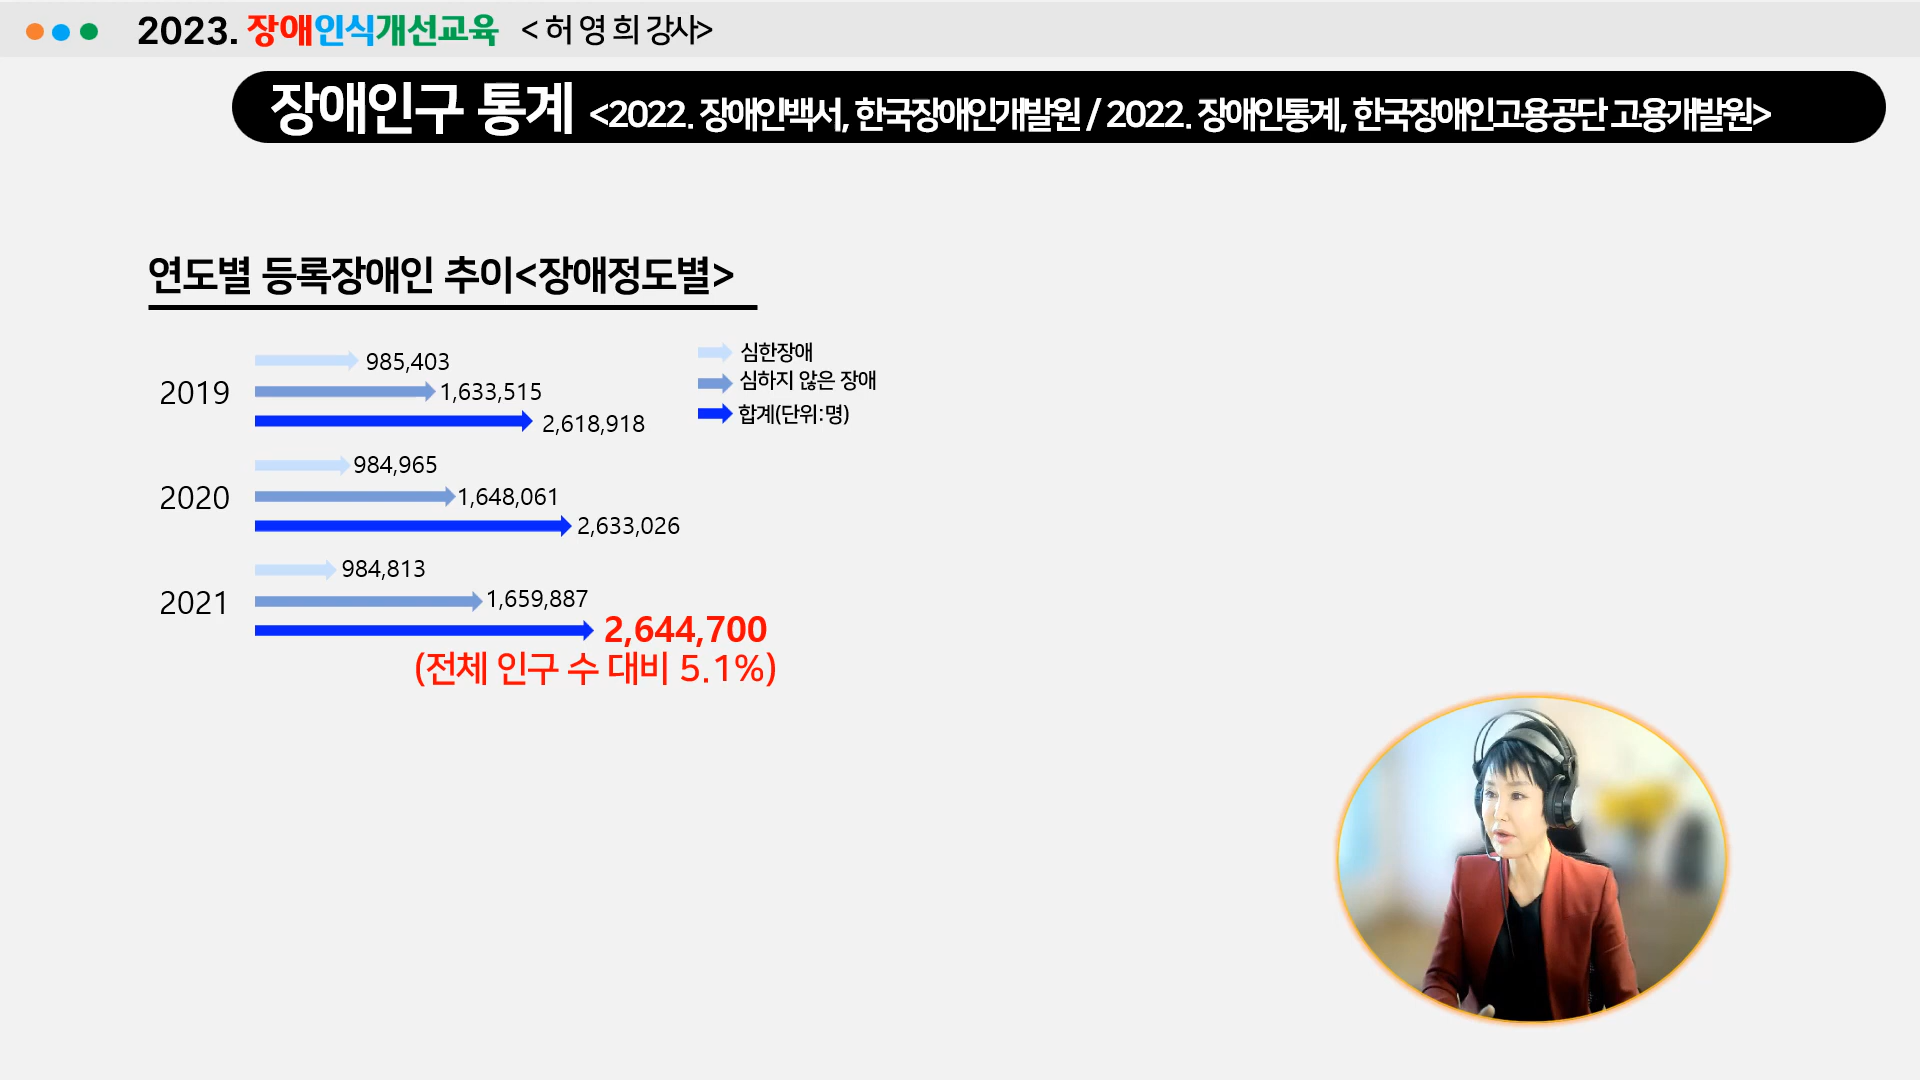 2023. 장애인식개선교육 < 허 영 희 강사>
장애인구 통계 <2022. 장애인백서, 한국장애인개발원 / 2022. 장애인통계, 한국장애인고용공단 고용개발원>
연도별 등록장애인 추이<장애정도별>
심한장애
심하지 않은 장애
합계(단위:명)
2019
985,403
1,633,515
2,618,918
2020
984,965
1,648,061
2,633,026
2021
984,813
1,659,887
2,644,700
(전체 인구 수 대비 5.1%)